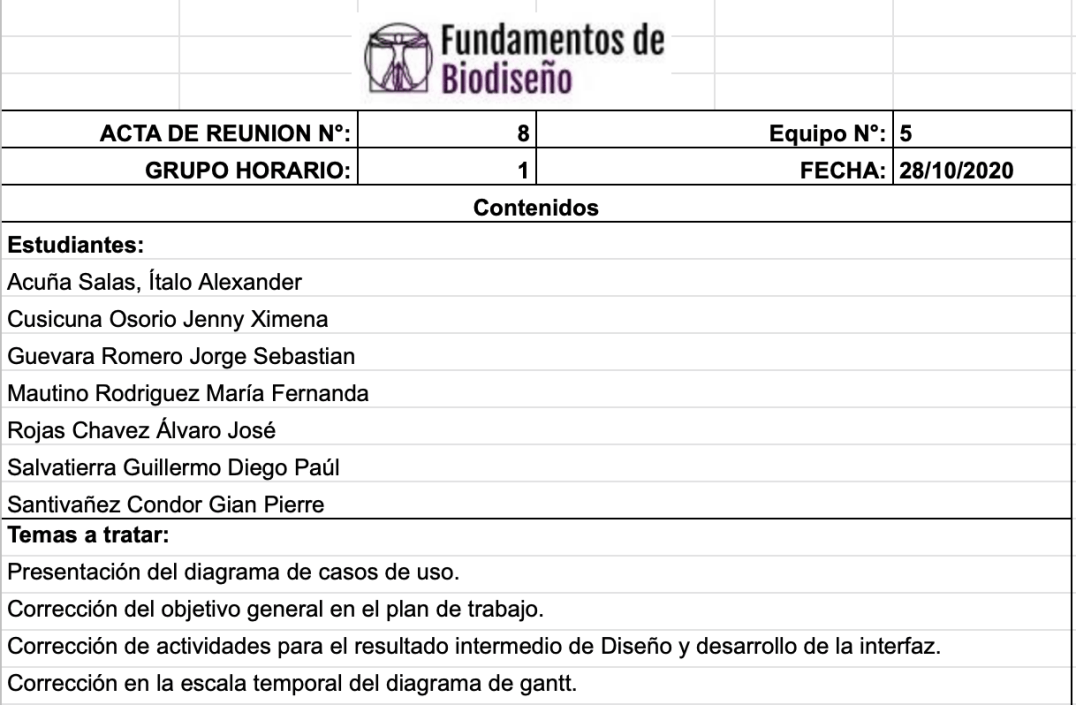 Fundamentos de
Biodiseño
ACTA DE REUNION N°: 8 Equipo N°: 5
GRUPO HORARIO: 1 FECHA: 28/10/2020
Contenidos
Estudiantes:
Acuña Salas, Ítalo Alexander
Cusicuna Osorio Jenny Ximena
Guevara Romero Jorge Sebastian
Mautino Rodriguez María Fernanda
Rojas Chavez Álvaro José
Salvatierra Guillermo Diego Paúl
Santivañez Condor Gian Pierre
Temas a tratar:
Presentación del diagrama de casos de uso.
Corrección del objetivo general en el plan de trabajo.
Corrección de actividades para el resultado intermedio de Diseño y desarrollo de la interfaz.
Corrección en la escala temporal del diagrama de gantt.